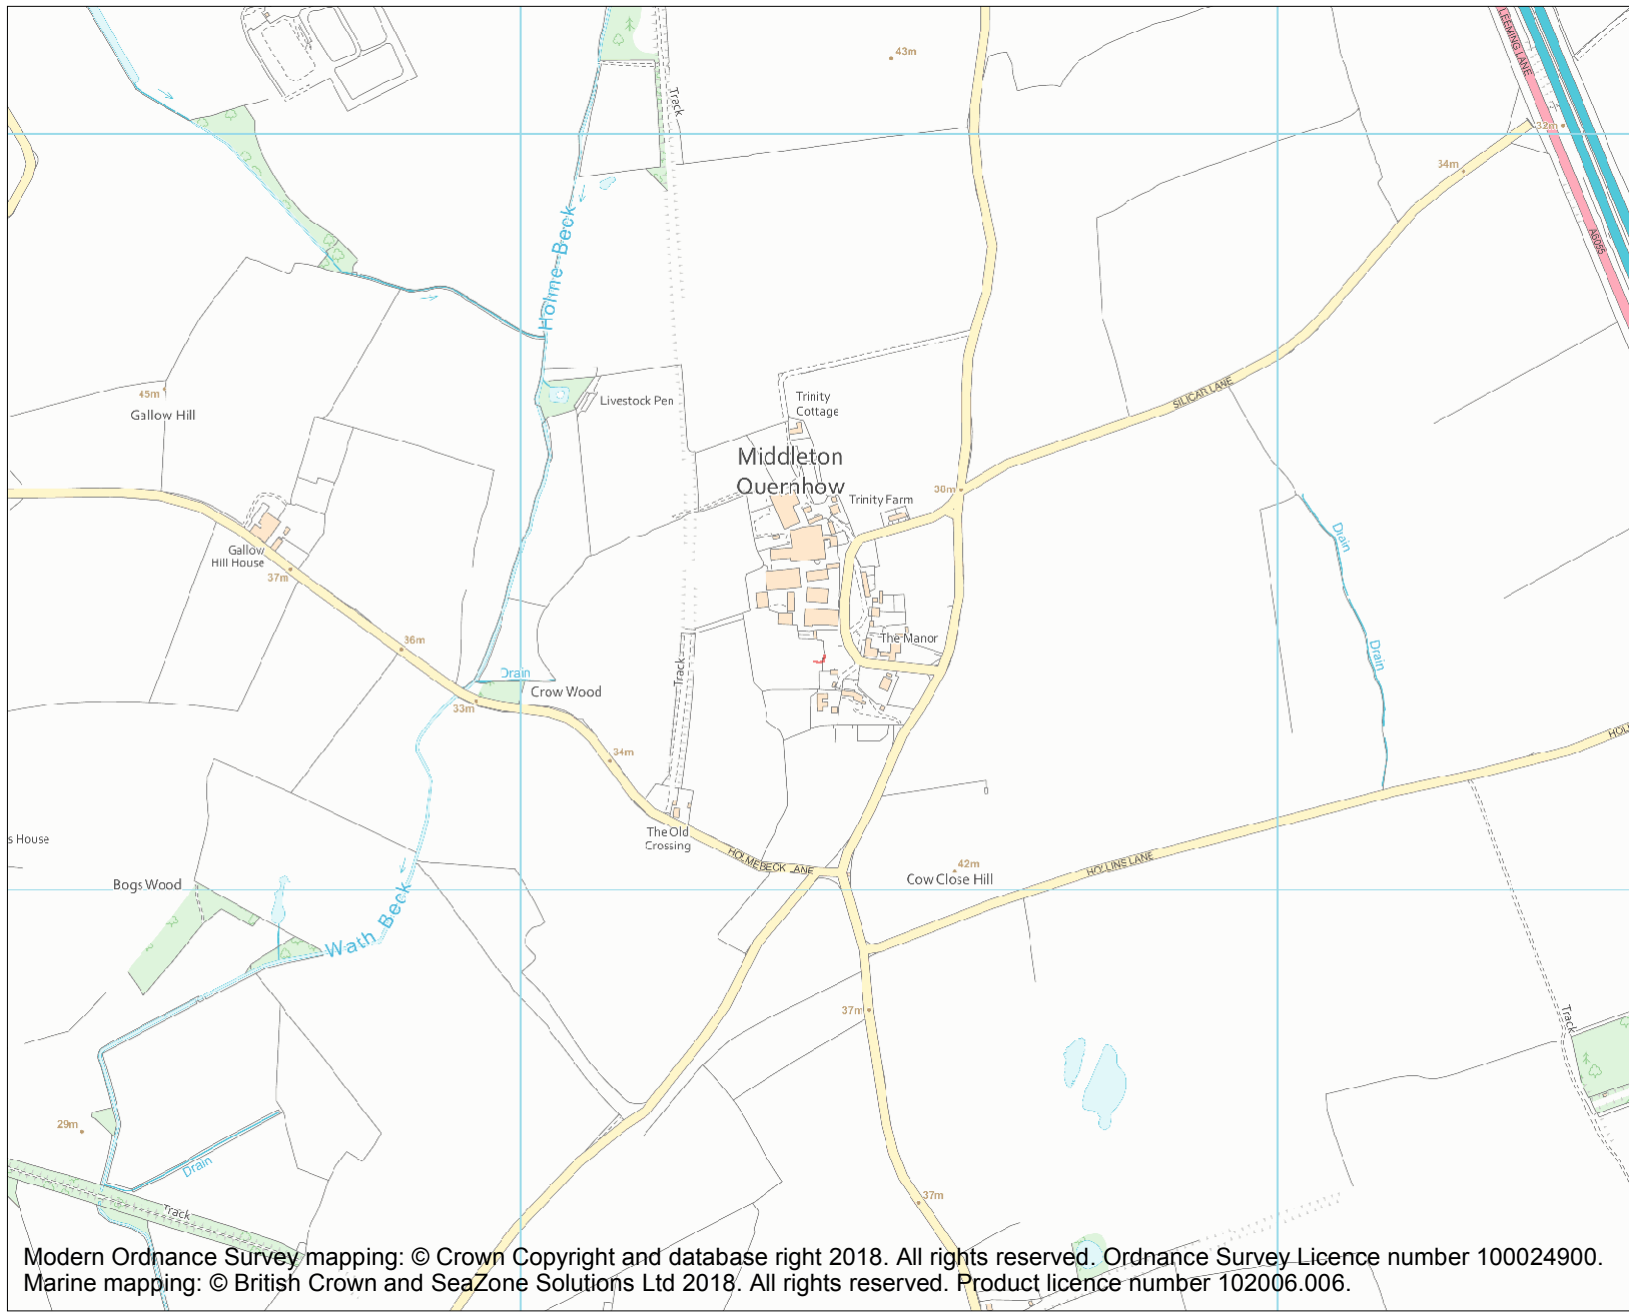 43m
LEEMING LANE
Track
32m
34m
Holme Beck
A6055
45m
Gallow Hill
Livestock Pen
Trinity
Cottage
SILICAR LANE
Middleton
Quernhow
30m
Trinity Farm
Drain
Gallow
Hill House
37m
36m
The Manor
Drain
Drain
Track
Crow Wood
33m
34m
The Old
Crossing
s House
HOLMEBECK LANE
42m
Cow Close Hill
HOLLINS LANE
Bogs Wood
Wath Beck
37m
Track
29m
Drain
Track
37m
Modern Ordnance Survey mapping: © Crown Copyright and database right 2018. All rights reserved. Ordnance Survey Licence number 100024900.
Marine mapping: © British Crown and SeaZone Solutions Ltd 2018. All rights reserved. Product licence number 102006.006.